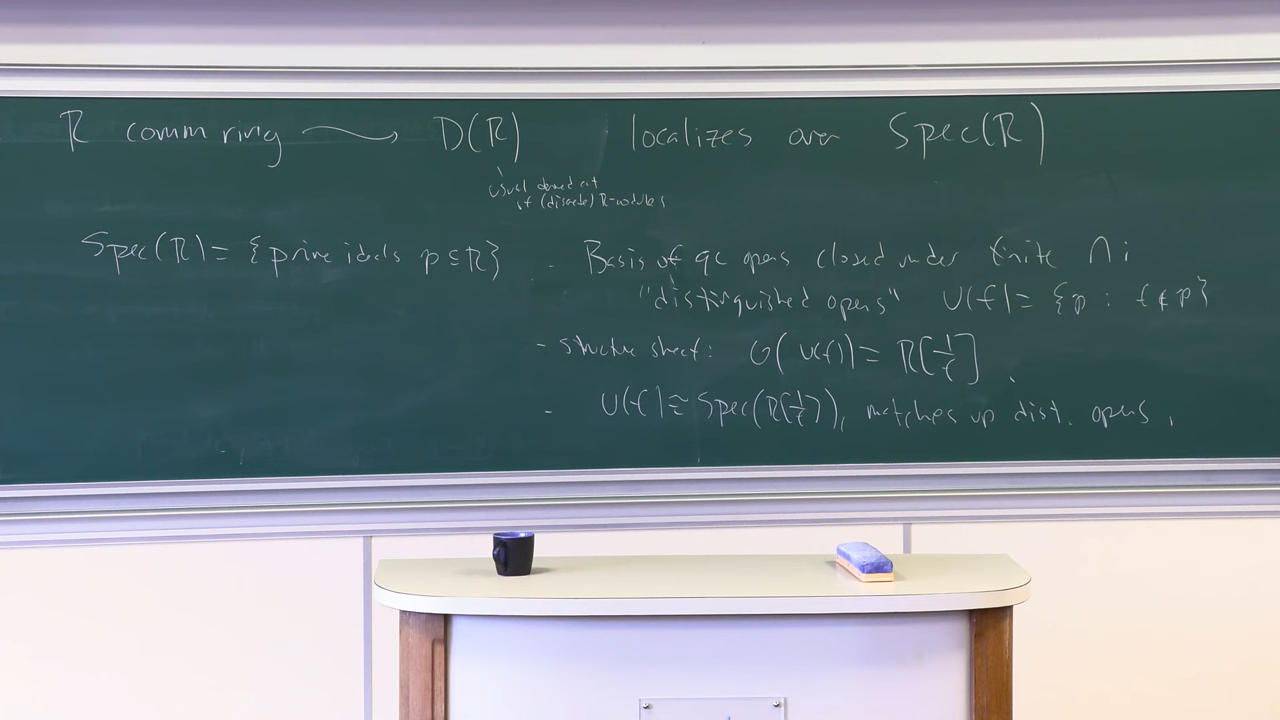 R comm ring ⟶ D(R) localizes over Spec(R)
usual derived cat
of (discrete) R-modules
Spec(R) = {prime ideals p ⊆ R}
- Basis of qc opens closed under finite ∩ ;
"distinguished opens" U(f) = {p : f ∉ p}
- structure sheaf: O(U(f)) = R[1/f]
- U(f) ≅ Spec(R[1/f]), matches up dist. opens,